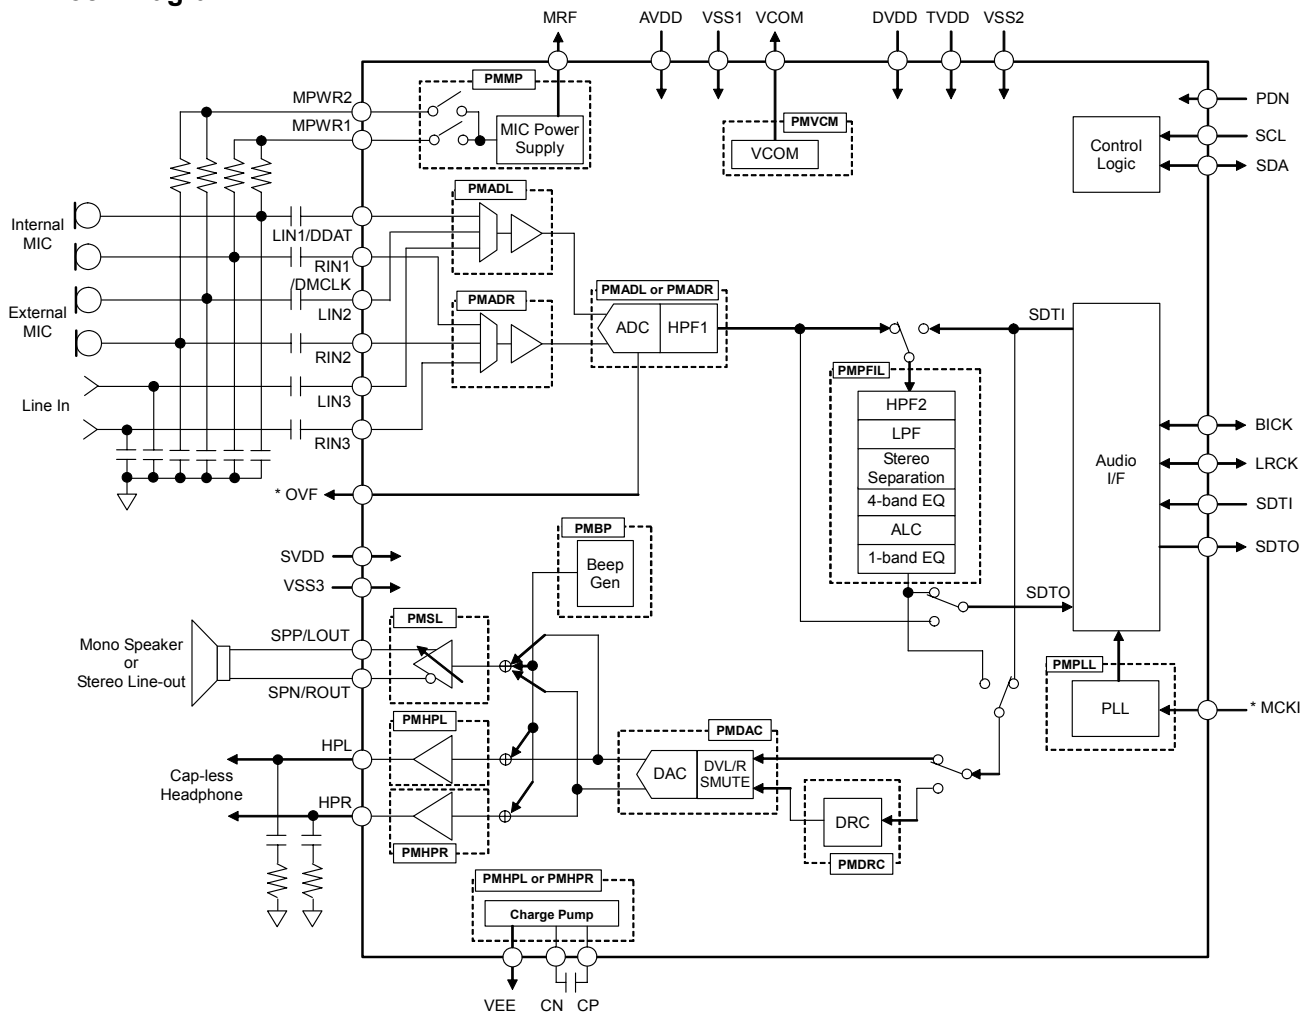 MRF
AVDD
VSS1
VCOM
DVDD
TVDD
VSS2
PMMP
MPWR2
MPWR1
MIC Power
Supply
PMVCM
VCOM
Control
Logic
PDN
SCL
SDA
PMADL
Internal
MIC
LIN1/DDAT
RIN1
/DMCLK
External
MIC
LIN2
RIN2
PMADR
PMADL or PMADR
ADC
HPF1
SDTI
Line In
LIN3
RIN3
PMPFIL
HPF2
LPF
Stereo
Separation
4-band EQ
ALC
1-band EQ
Audio
I/F
BICK
LRCK
SDTI
SDTO
* OVF
SVDD
VSS3
PMBP
Beep
Gen
SDTO
PMSL
SPP/LOUT
Mono Speaker
or
Stereo Line-out
SPN/ROUT
PMPLL
PLL
* MCKI
PMHPL
HPL
Cap-less
Headphone
HPR
PMHPR
PMDAC
DAC
DVL/R
SMUTE
DRC
PMDRC
PMHPL or PMHPR
Charge Pump
VEE
CN
CP